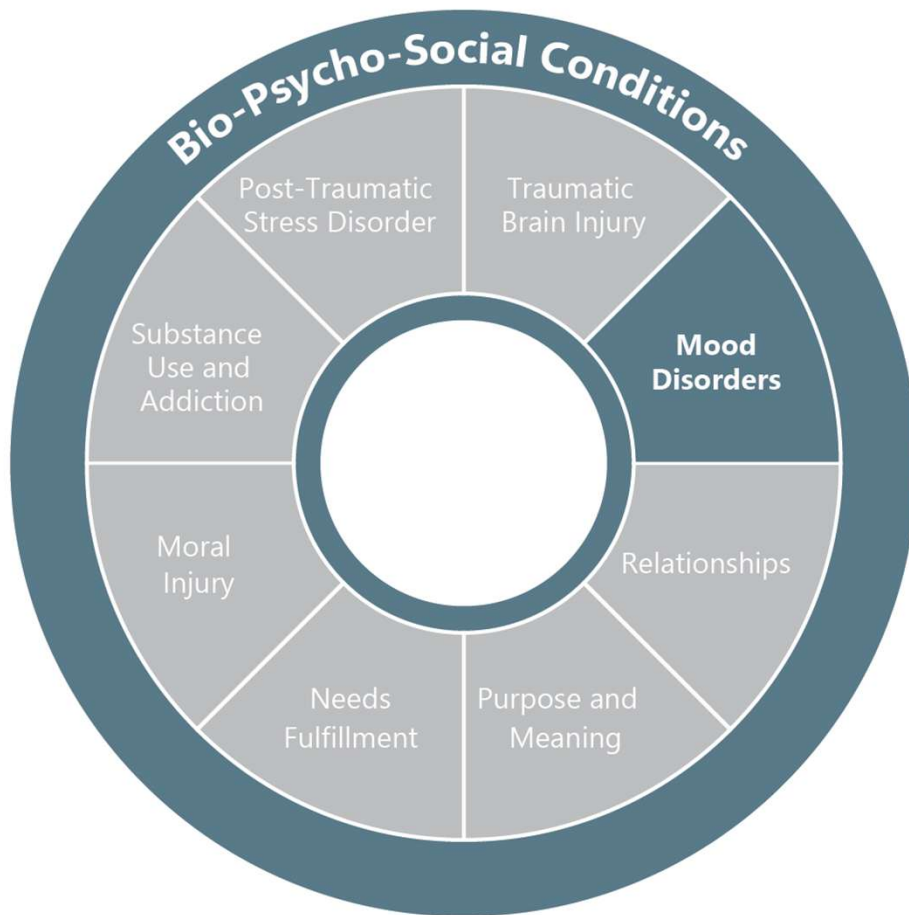 Bio-Psycho-Social Conditions
Post-Traumatic
Stress Disorder
Traumatic
Brain Injury
Mood
Disorders
Relationships
Purpose and
Meaning
Needs
Fulfillment
Moral
Injury
Substance
Use and
Addiction